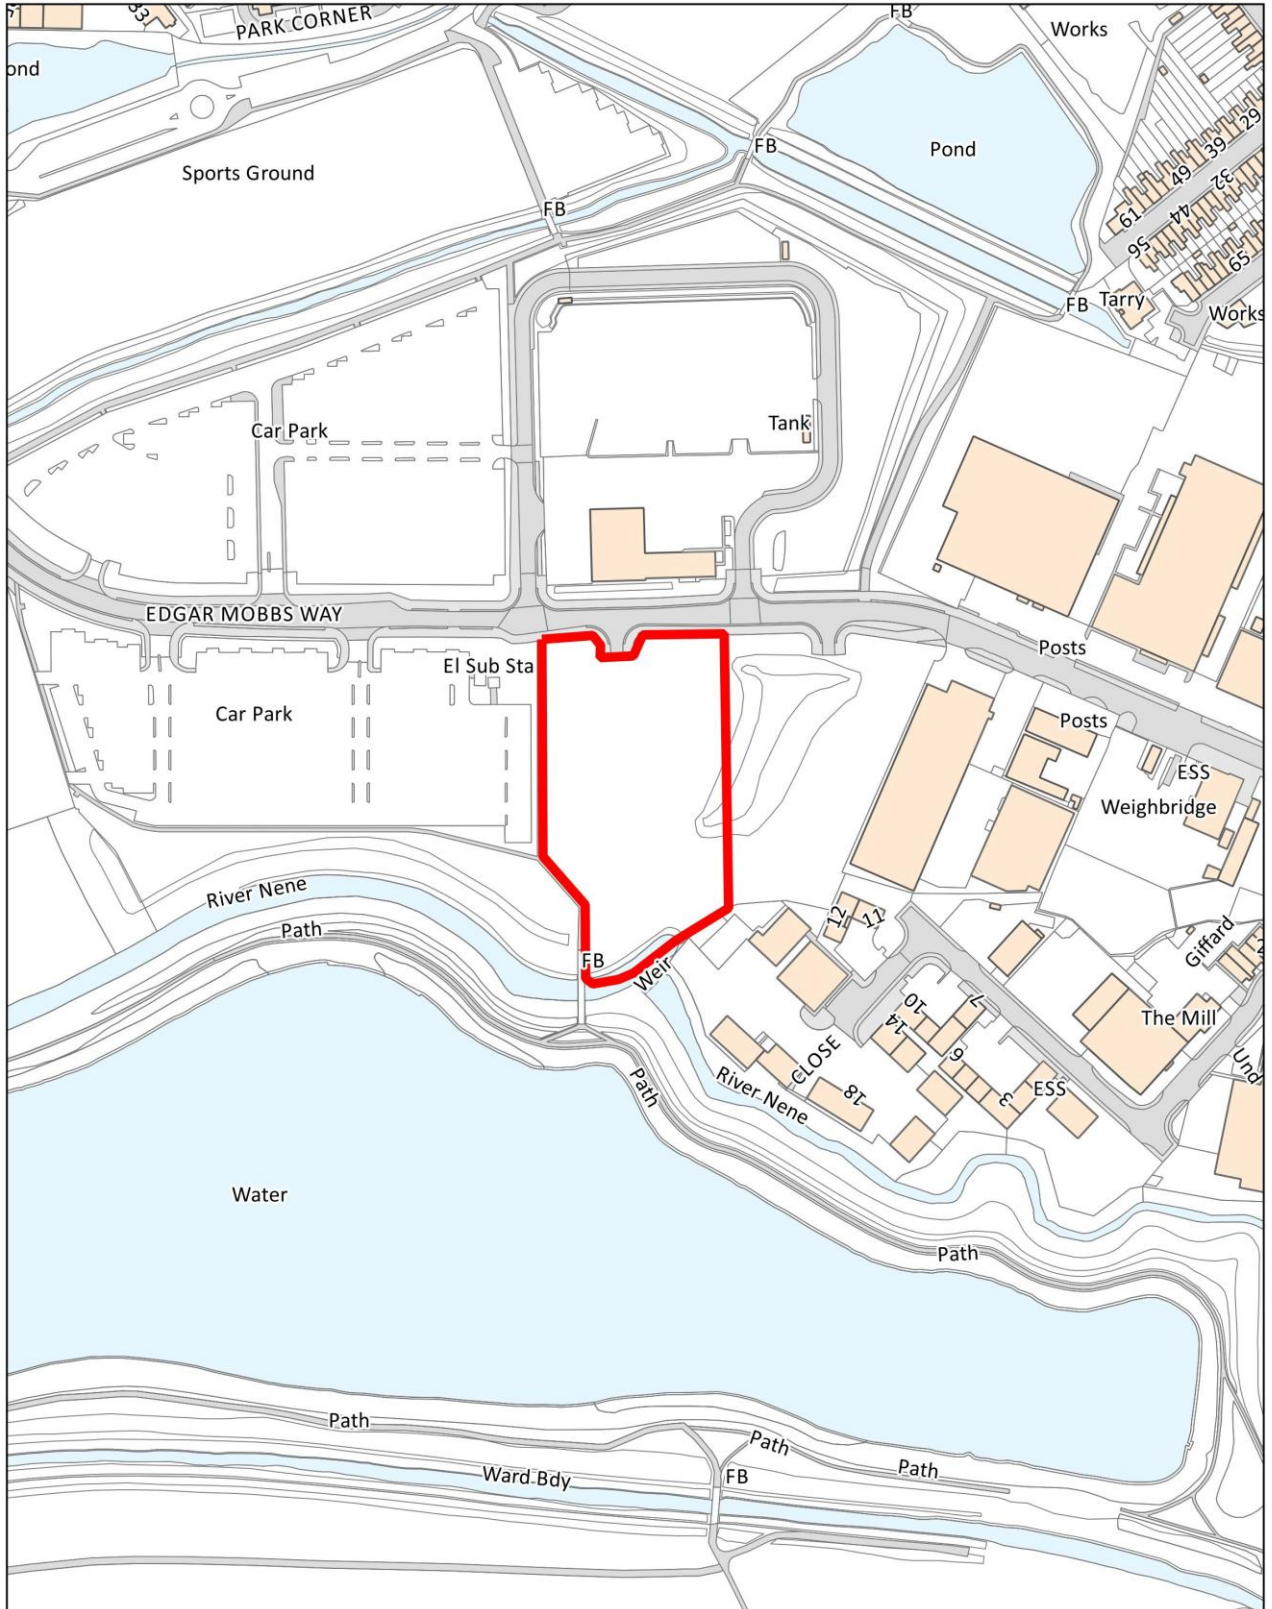 33
PARK CORNER
FB
Works
ond
Sports Ground
FB
FB
Pond
29
39
49
61
32
44
56
65
FB
Tarry
Works
Car Park
Tank
EDGAR MOBBS WAY
Posts
El Sub Sta
Car Park
Posts
ESS
Weighbridge
River Nene
Path
12
11
Giffard
FB
Weir
10
7
14
The Mill
CLOSE
6
Path
River Nene
18
3
ESS
Und
Water
Path
Path
Path
Path
Ward Bdy
FB